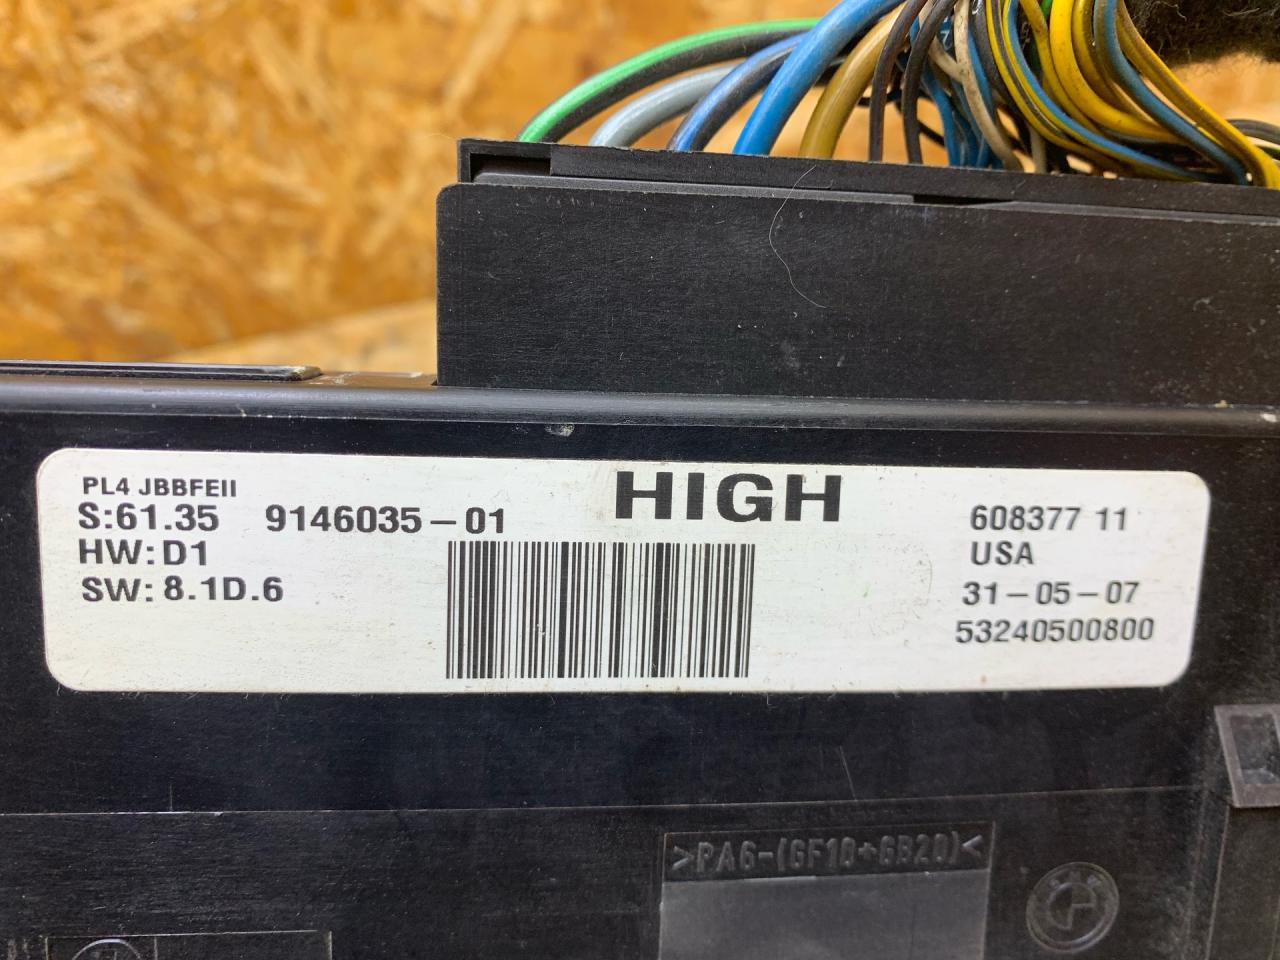 PL4 JBBFEII
S:61.35 9146035-01
HW:D1
SW:8.1D.6
HIGH
608377 11
USA
31-05-07
53240500800
>PA6-(GF10+GB20)<